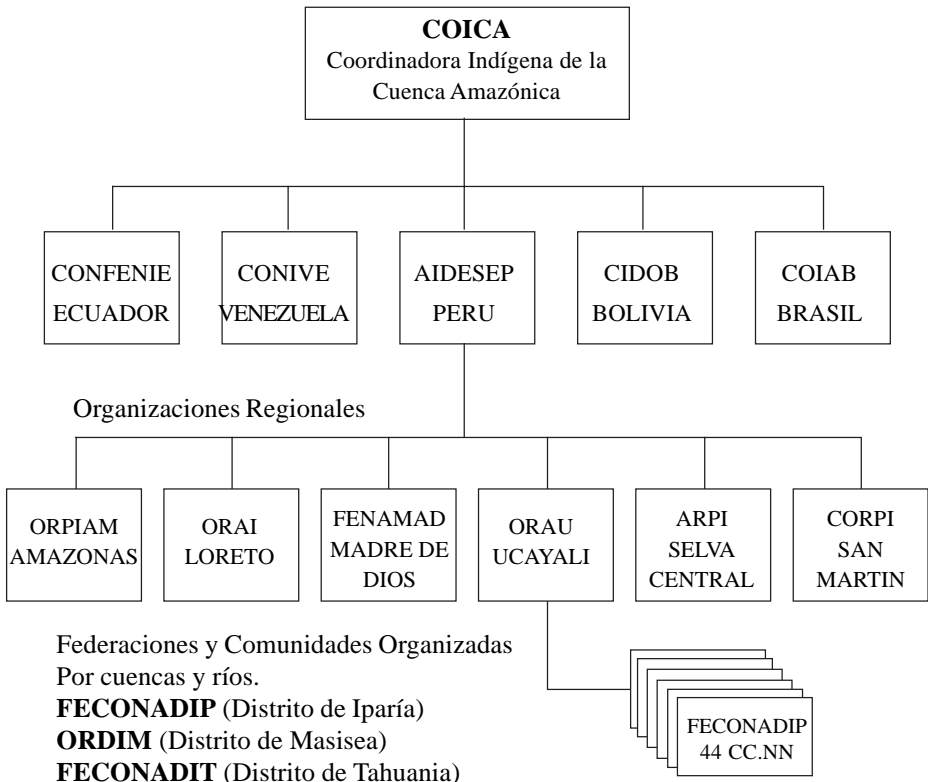 COICA
Coordinadora Indígena de la
Cuenca Amazónica
CONFENIE
ECUADOR
CONIVE
VENEZUELA
AIDESEP
PERU
CIDOB
BOLIVIA
COIAB
BRASIL
Organizaciones Regionales
ORPIAM
AMAZONAS
ORAI
LORETO
FENAMAD
MADRE DE
DIOS
ORAU
UCAYALI
ARPI
SELVA
CENTRAL
CORPI
SAN
MARTIN
Federaciones y Comunidades Organizadas
Por cuencas y ríos.
FECONADIP (Distrito de Iparía)
ORDIM (Distrito de Masisea)
FECONADIT (Distrito de Tahuania)
FECONADIP
44 CC.NN